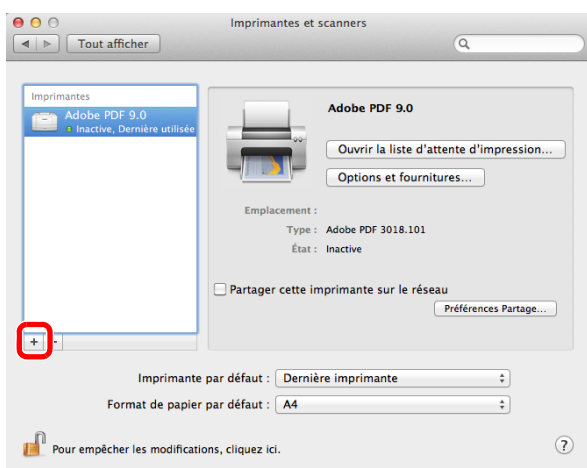 Imprimantes et scanners
Tout afficher
Imprimantes
Adobe PDF 9.0
Inactive, Dernière utilisée
Adobe PDF 9.0
Ouvrir la liste d'attente d'impression...
Options et fournitures...
Emplacement :
Type : Adobe PDF 3018.101
État : Inactive
Partager cette imprimante sur le réseau
Préférences Partage...
+ -
Imprimante par défaut : Dernière imprimante
Format de papier par défaut : A4
Pour empêcher les modifications, cliquez ici.
?